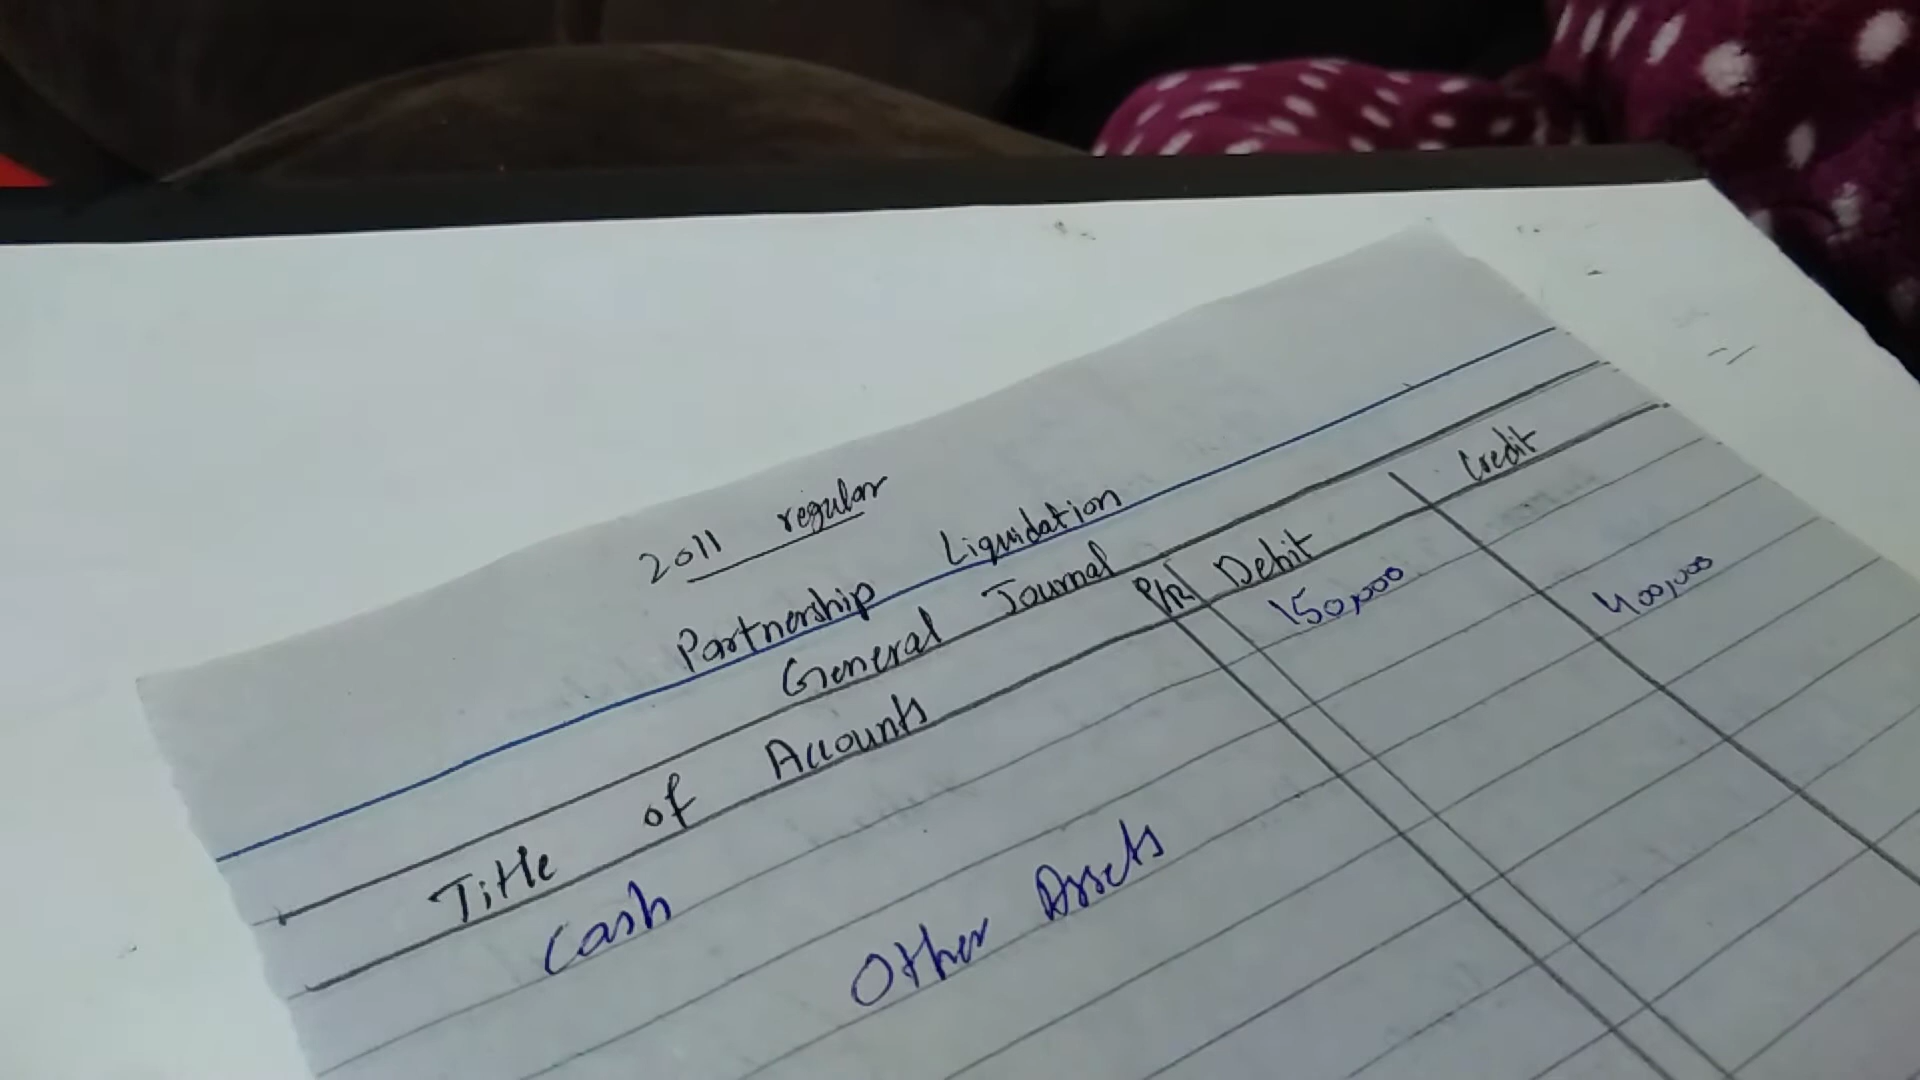 2011 regular
Partnership Liquidation
General Journal
Title of Accounts P/R Debit Credit
Cash 150,000
Other Assets 400,000